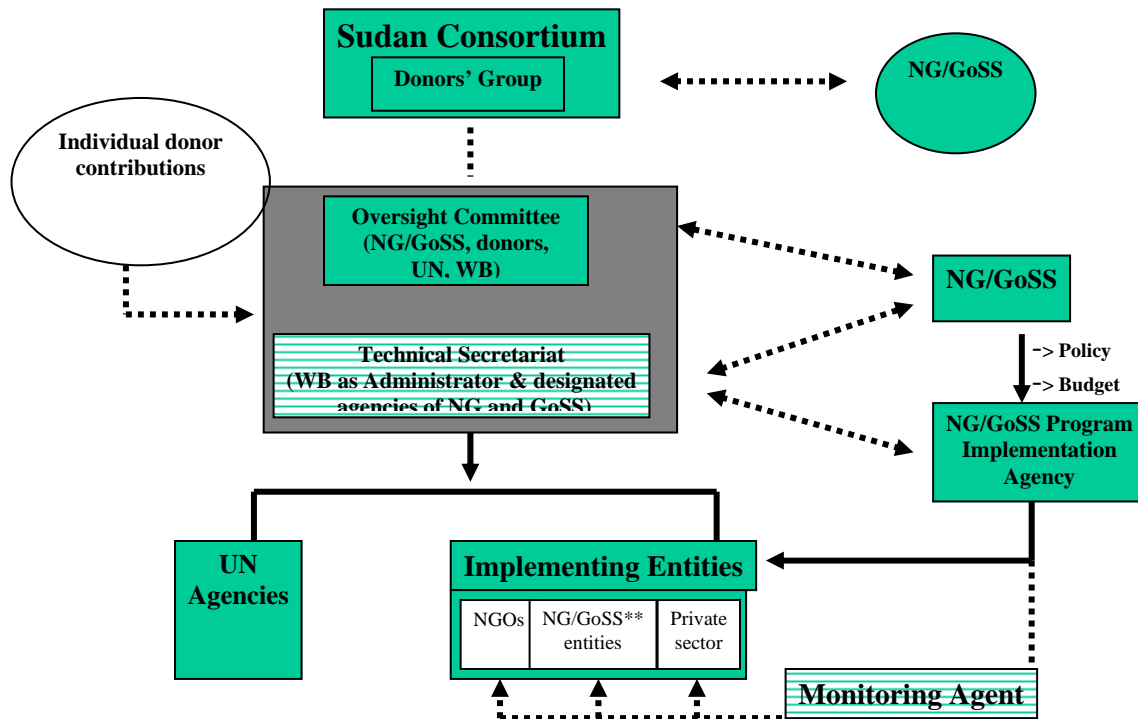 Sudan Consortium
Donors' Group
NG/GoSS
Individual donor
contributions
Oversight Committee
(NG/GoSS, donors,
UN, WB)
NG/GoSS
Technical Secretariat
(WB as Administrator & designated
agencies of NG and GoSS)
-> Policy
-> Budget
NG/GoSS Program
Implementation
Agency
UN
Agencies
Implementing Entities
NGOs
NG/GoSS**
entities
Private
sector
Monitoring Agent